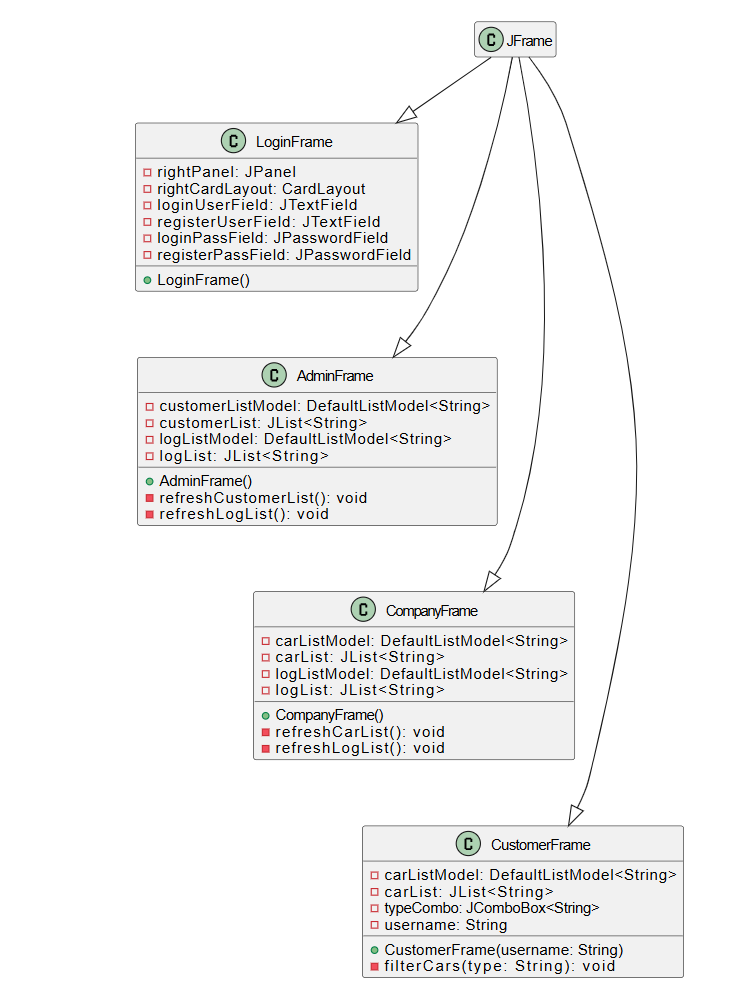 C JFrame
C LoginFrame
rightPanel: JPanel
rightCardLayout: CardLayout
loginUserField: JTextField
registerUserField: JTextField
loginPassField: JPasswordField
registerPassField: JPasswordField
LoginFrame()
C AdminFrame
customerListModel: DefaultListModel<String>
customerList: JList<String>
logListModel: DefaultListModel<String>
logList: JList<String>
AdminFrame()
refreshCustomerList(): void
refreshLogList(): void
C CompanyFrame
carListModel: DefaultListModel<String>
carList: JList<String>
logListModel: DefaultListModel<String>
logList: JList<String>
CompanyFrame()
refreshCarList(): void
refreshLogList(): void
C CustomerFrame
carListModel: DefaultListModel<String>
carList: JList<String>
typeCombo: JComboBox<String>
username: String
CustomerFrame(username: String)
filterCars(type: String): void